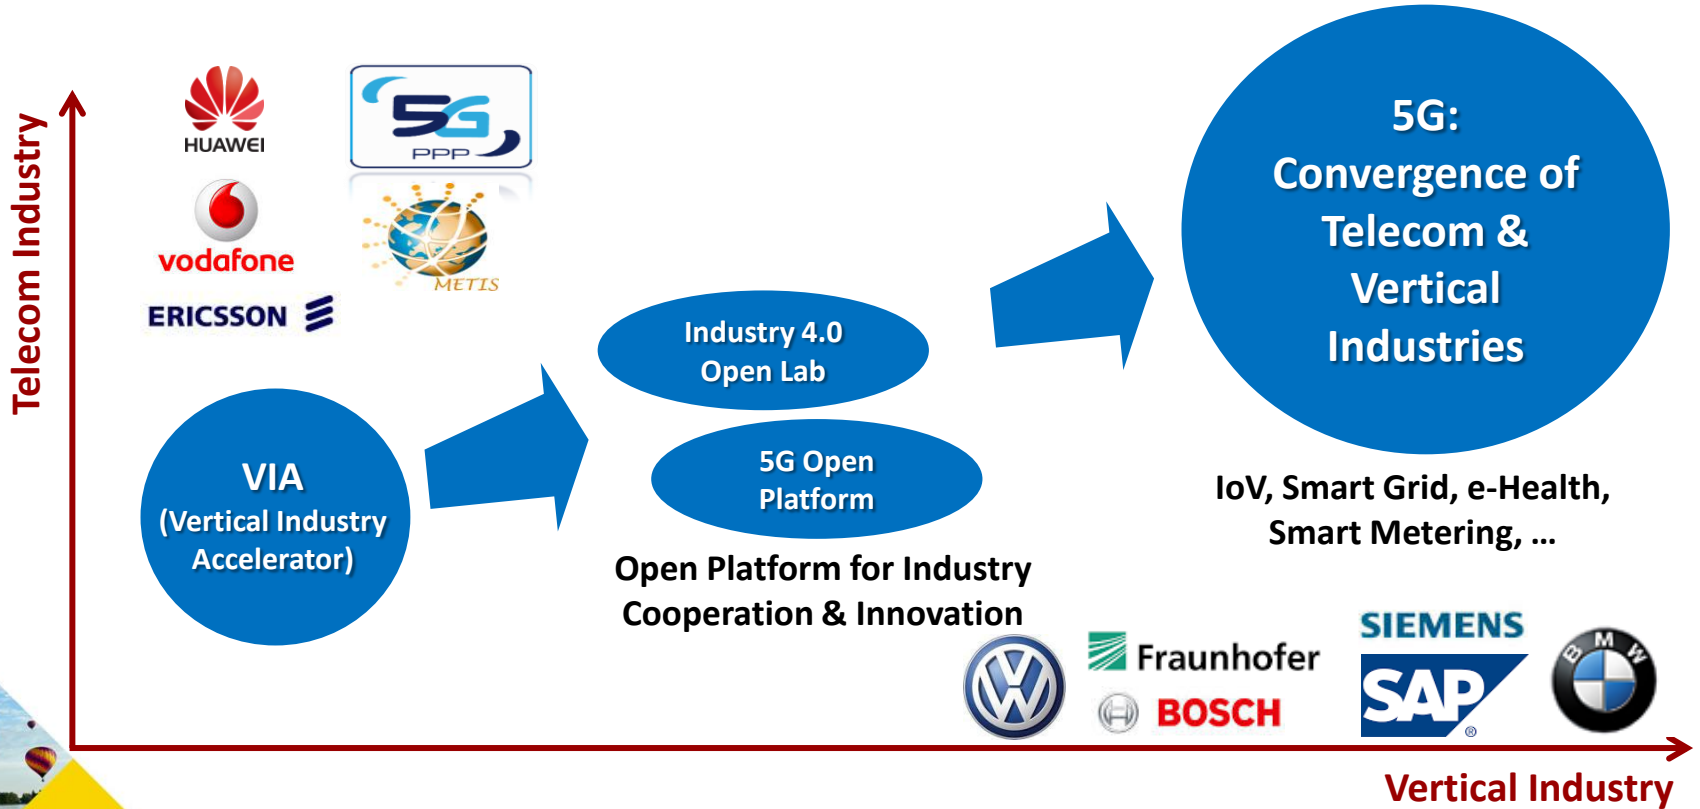 Telecom Industry
HUAWEI
5G
PPP
vodafone
METIS
ERICSSON
VIA
(Vertical Industry
Accelerator)
Industry 4.0
Open Lab
5G Open
Platform
Open Platform for Industry
Cooperation & Innovation
5G:
Convergence of
Telecom &
Vertical
Industries
IoV, Smart Grid, e-Health,
Smart Metering, ...
VW
Fraunhofer
BOSCH
SIEMENS
SAP®
BMW
Vertical Industry